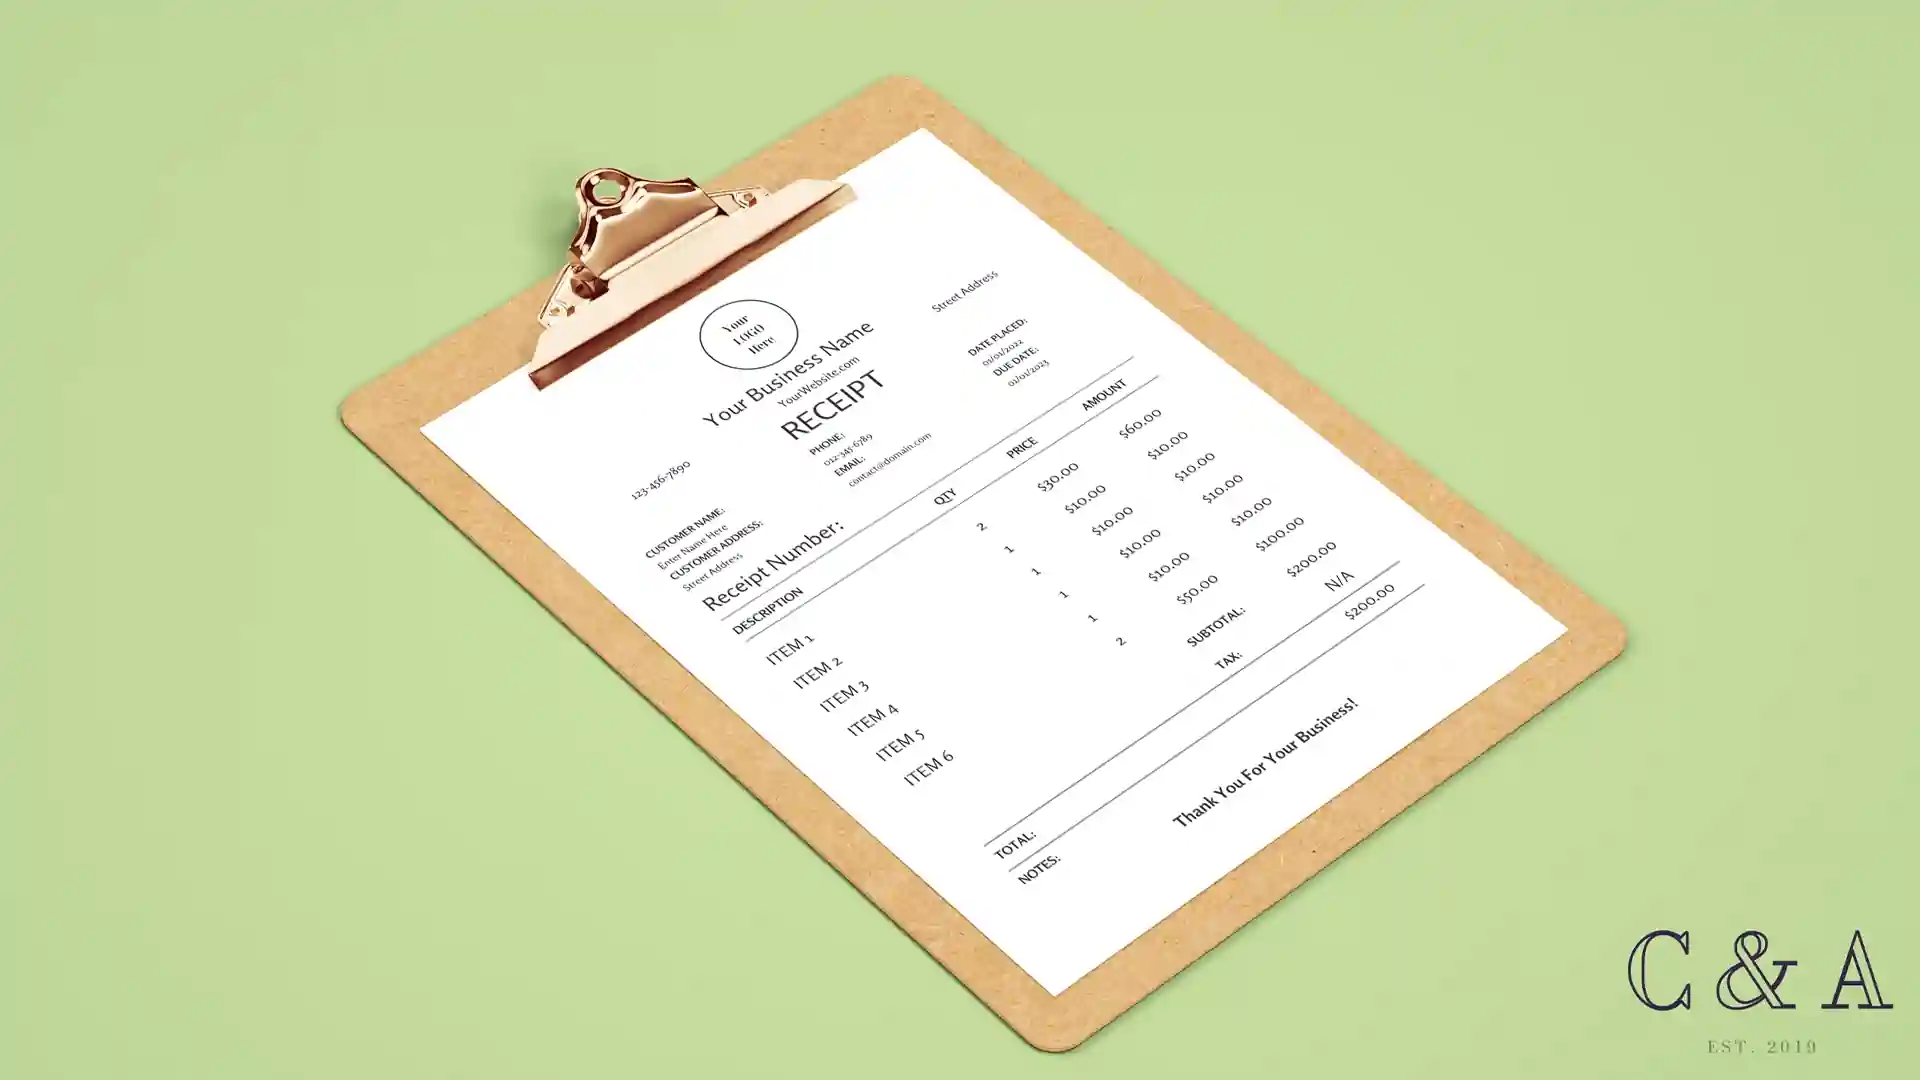 Your
LOGO
Here
Your Business Name
YourWebsite.com
123-456-7890
RECEIPT
Street Address
CUSTOMER NAME:
Enter Name Here
CUSTOMER ADDRESS:
Street Address
PHONE:
012-345-6789
EMAIL:
contact@domain.com
DATE PLACED:
01/01/2022
DUE DATE:
01/01/2023
Receipt Number:
DESCRIPTION QTY PRICE AMOUNT
ITEM 1 2 $30.00 $60.00
ITEM 2 1 $10.00 $10.00
ITEM 3 1 $10.00 $10.00
ITEM 4 1 $10.00 $10.00
ITEM 5 1 $10.00 $10.00
ITEM 6 2 $50.00 $100.00
SUBTOTAL: $200.00
TAX: N/A
TOTAL: $200.00
NOTES:
Thank You For Your Business!
C & A
EST. 2019